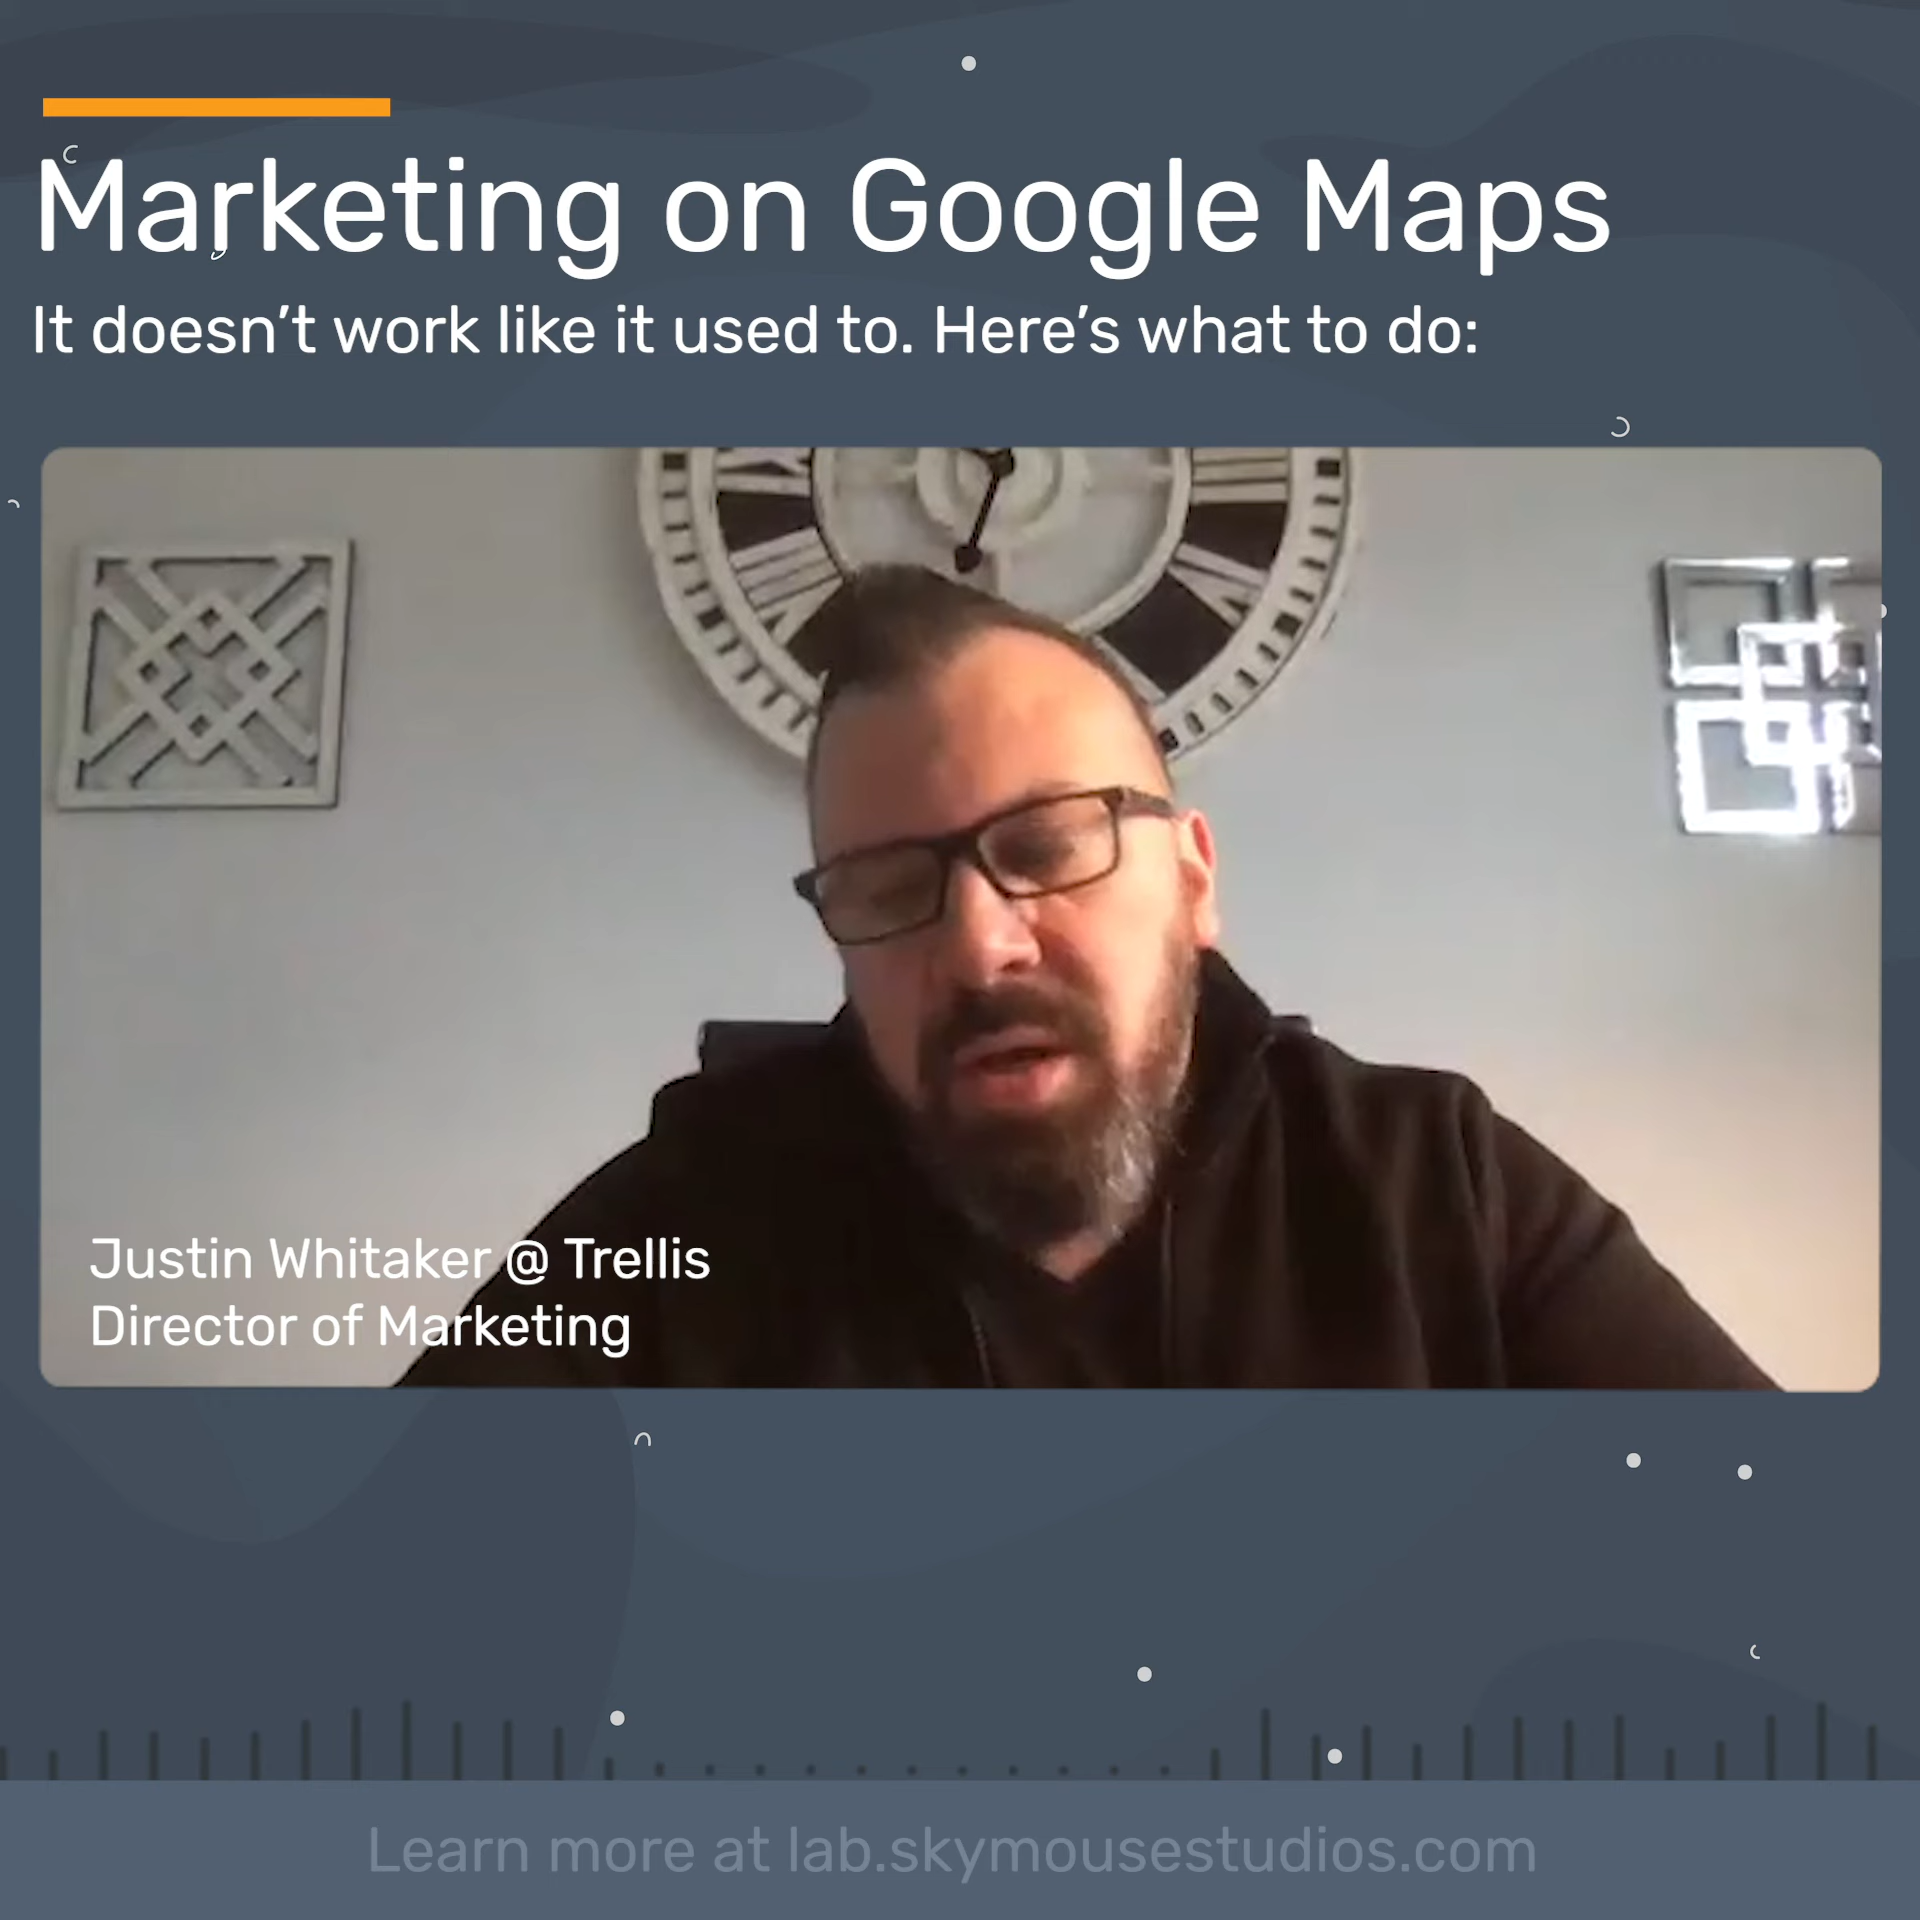 Marketing on Google Maps
It doesn’t work like it used to. Here’s what to do:
Justin Whitaker @ Trellis
Director of Marketing
Learn more at lab.skymousestudios.com